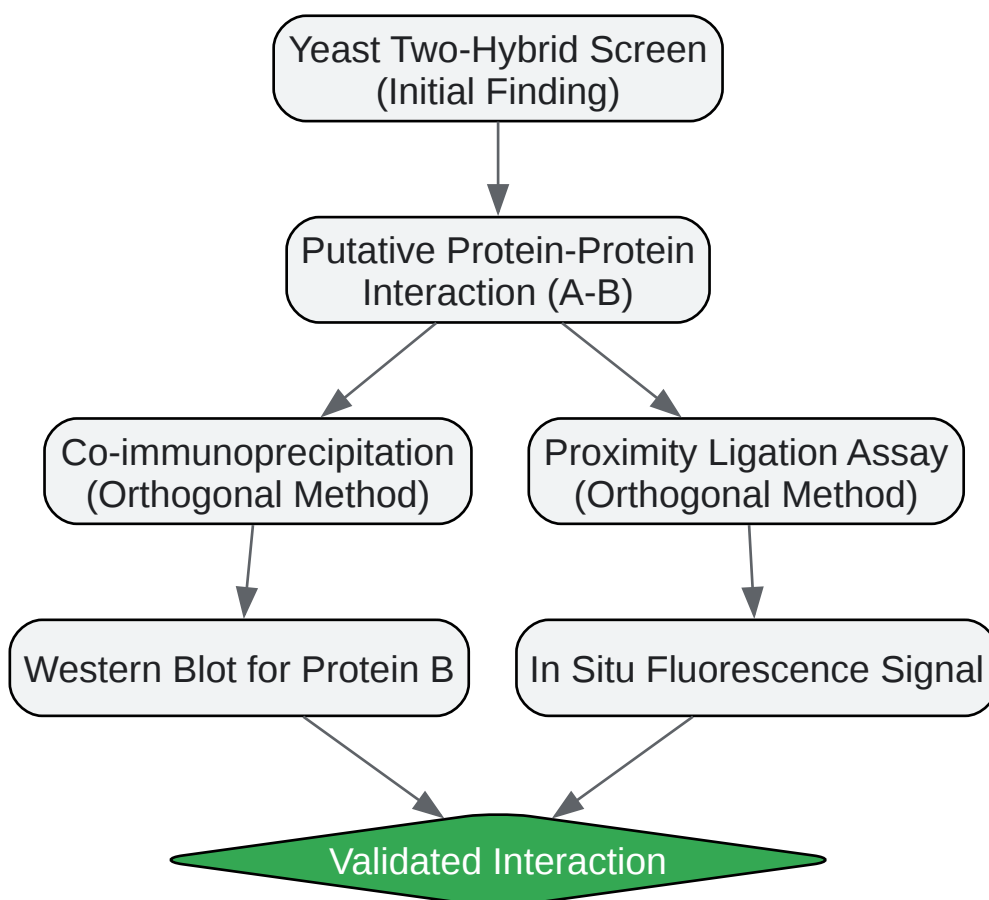 Yeast Two-Hybrid Screen
(Initial Finding)
Putative Protein-Protein
Interaction (A-B)
Co-immunoprecipitation
(Orthogonal Method)
Proximity Ligation Assay
(Orthogonal Method)
Western Blot for Protein B
In Situ Fluorescence Signal
Validated Interaction